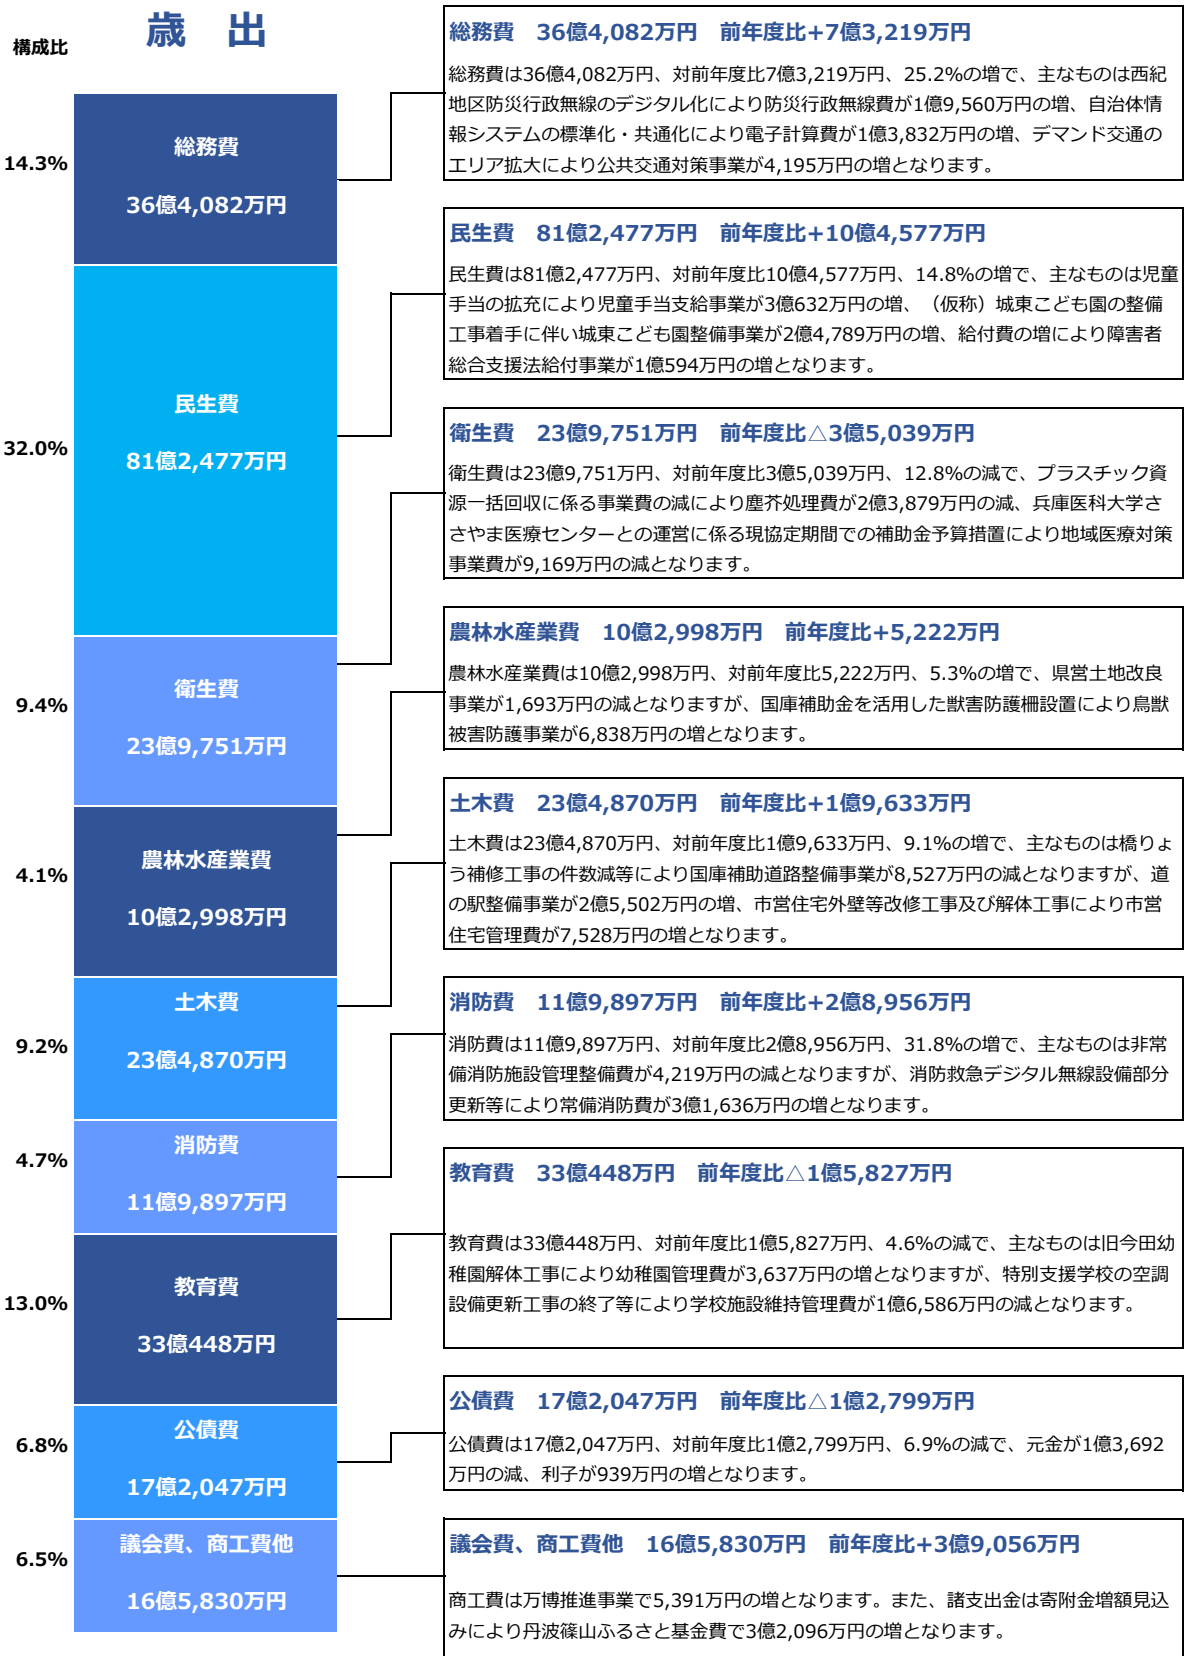 歳 出
構成比
14.3%
総務費
36億4,082万円
32.0%
民生費
81億2,477万円
9.4%
衛生費
23億9,751万円
4.1%
農林水産業費
10億2,998万円
9.2%
土木費
23億4,870万円
4.7%
消防費
11億9,897万円
13.0%
教育費
33億448万円
6.8%
公債費
17億2,047万円
6.5%
議会費、商工費他
16億5,830万円
総務費 36億4,082万円 前年度比+7億3,219万円
総務費は36億4,082万円、対前年度比7億3,219万円、25.2%の増で、主なものは西紀
地区防災行政無線のデジタル化により防災行政無線費が1億9,560万円の増、自治体情
報システムの標準化・共通化により電子計算費が1億3,832万円の増、デマンド交通の
エリア拡大により公共交通対策事業が4,195万円の増となります。
民生費 81億2,477万円 前年度比+10億4,577万円
民生費は81億2,477万円、対前年度比10億4,577万円、14.8%の増で、主なものは児童
手当の拡充により児童手当支給事業が3億632万円の増、（仮称）城東こども園の整備
工事着手に伴い城東こども園整備事業が2億4,789万円の増、給付費の増により障害者
総合支援法給付事業が1億594万円の増となります。
衛生費 23億9,751万円 前年度比△3億5,039万円
衛生費は23億9,751万円、対前年度比3億5,039万円、12.8%の減で、プラスチック資
源一括回収に係る事業費の減により塵芥処理費が2億3,879万円の減、兵庫医科大学さ
さやま医療センターとの運営に係る現協定期間での補助金予算措置により地域医療対策
事業費が9,169万円の減となります。
農林水産業費 10億2,998万円 前年度比+5,222万円
農林水産業費は10億2,998万円、対前年度比5,222万円、5.3%の増で、県営土地改良
事業が1,693万円の減となりますが、国庫補助金を活用した獣害防護柵設置により鳥獣
被害防護事業が6,838万円の増となります。
土木費 23億4,870万円 前年度比+1億9,633万円
土木費は23億4,870万円、対前年度比1億9,633万円、9.1%の増で、主なものは橋りょ
う補修工事の件数減等により国庫補助道路整備事業が8,527万円の減となりますが、道
の駅整備事業が2億5,502万円の増、市営住宅外壁等改修工事及び解体工事により市営
住宅管理費が7,528万円の増となります。
消防費 11億9,897万円 前年度比+2億8,956万円
消防費は11億9,897万円、対前年度比2億8,956万円、31.8%の増で、主なものは非常
備消防施設管理整備費が4,219万円の減となりますが、消防救急デジタル無線設備部分
更新等により常備消防費が3億1,636万円の増となります。
教育費 33億448万円 前年度比△1億5,827万円
教育費は33億448万円、対前年度比1億5,827万円、4.6%の減で、主なものは旧今田幼
稚園解体工事により幼稚園管理費が3,637万円の増となりますが、特別支援学校の空調
設備更新工事の終了等により学校施設維持管理費が1億6,586万円の減となります。
公債費 17億2,047万円 前年度比△1億2,799万円
公債費は17億2,047万円、対前年度比1億2,799万円、6.9%の減で、元金が1億3,692
万円の減、利子が939万円の増となります。
議会費、商工費他 16億5,830万円 前年度比+3億9,056万円
商工費は万博推進事業で5,391万円の増となります。また、諸支出金は寄附金増額見込
みにより丹波篠山ふるさと基金費で3億2,096万円の増となります。